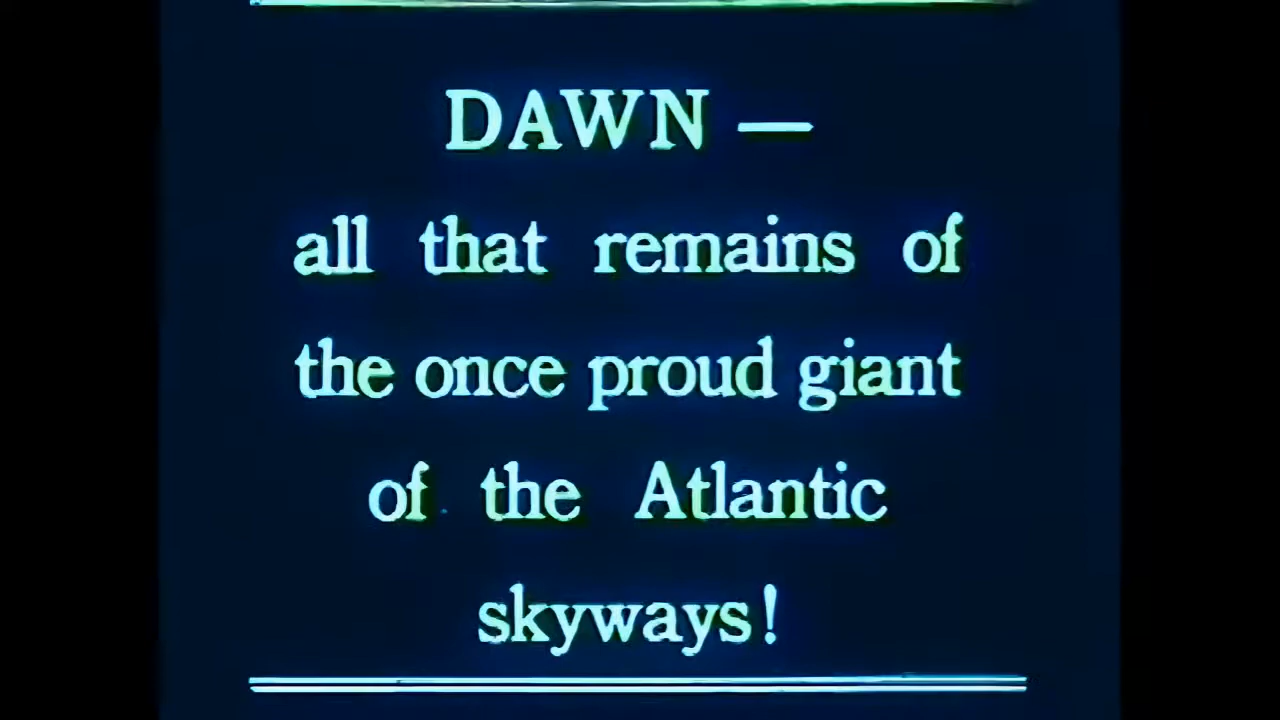 DAWN —
all that remains of
the once proud giant
of the Atlantic
skyways!